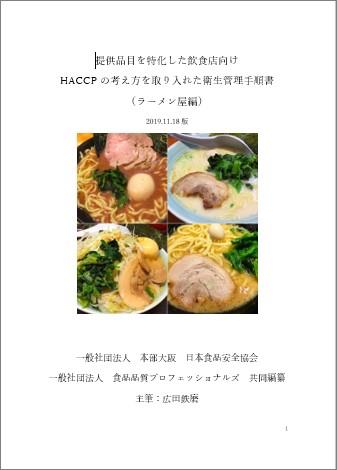 提供品目を特化した飲食店向け
HACCP の考え方を取り入れた衛生管理手順書
（ラーメン屋編）
2019.11.18 版
一般社団法人　本部大阪　日本食品安全協会
一般社団法人　食品品質プロフェッショナルズ　共同編纂
主筆：広田鉄磨
1